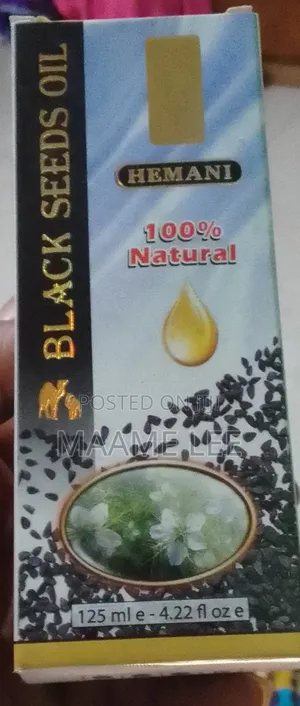 BLACK SEEDS OIL
HEMANI
100%
Natural
POSTED ON
MAAME LEE
125 ml e - 4.22 fl oz e